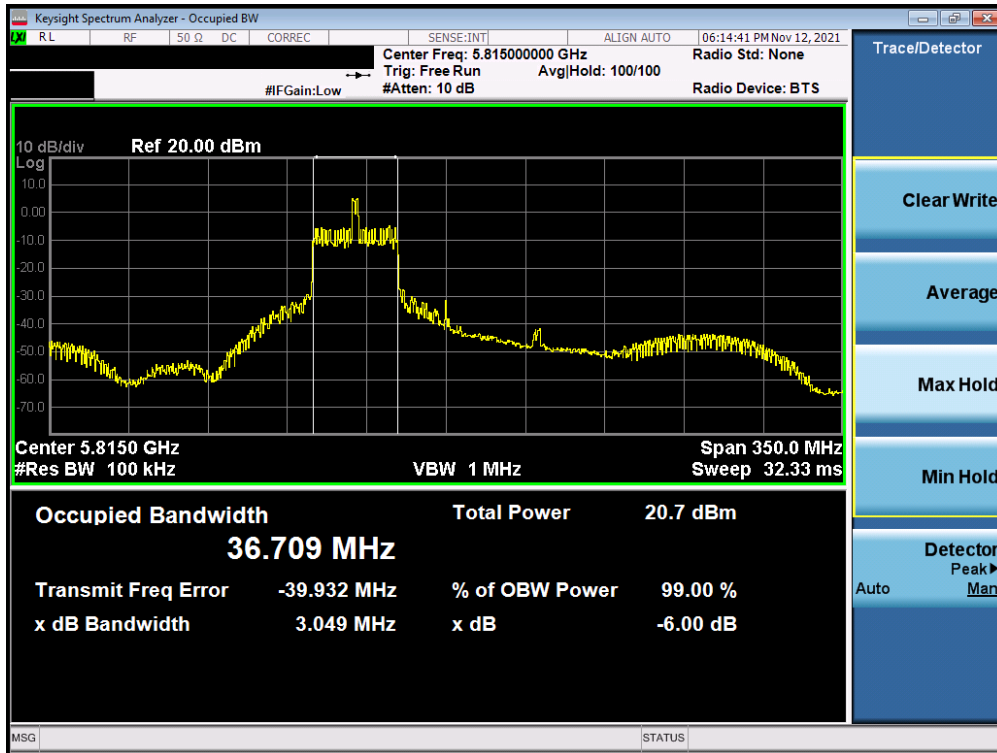 Keysight Spectrum Analyzer - Occupied BW
LXI RL RF 50 Ω DC CORREC SENSE:INT ALIGN AUTO 06:14:41 PM Nov 12, 2021
Center Freq: 5.815000000 GHz Radio Std: None
Trig: Free Run Avg|Hold: 100/100
#IFGain:Low #Atten: 10 dB Radio Device: BTS
Trace/Detector
10 dB/div Ref 20.00 dBm
Log
10.0
0.00
-10.0
-20.0
-30.0
-40.0
-50.0
-60.0
-70.0
Center 5.8150 GHz Span 350.0 MHz
#Res BW 100 kHz VBW 1 MHz Sweep 32.33 ms
Occupied Bandwidth Total Power 20.7 dBm
36.709 MHz
Transmit Freq Error -39.932 MHz % of OBW Power 99.00 %
x dB Bandwidth 3.049 MHz x dB -6.00 dB
Clear Write
Average
Max Hold
Min Hold
Detector
Peak▶
Auto Man
MSG STATUS